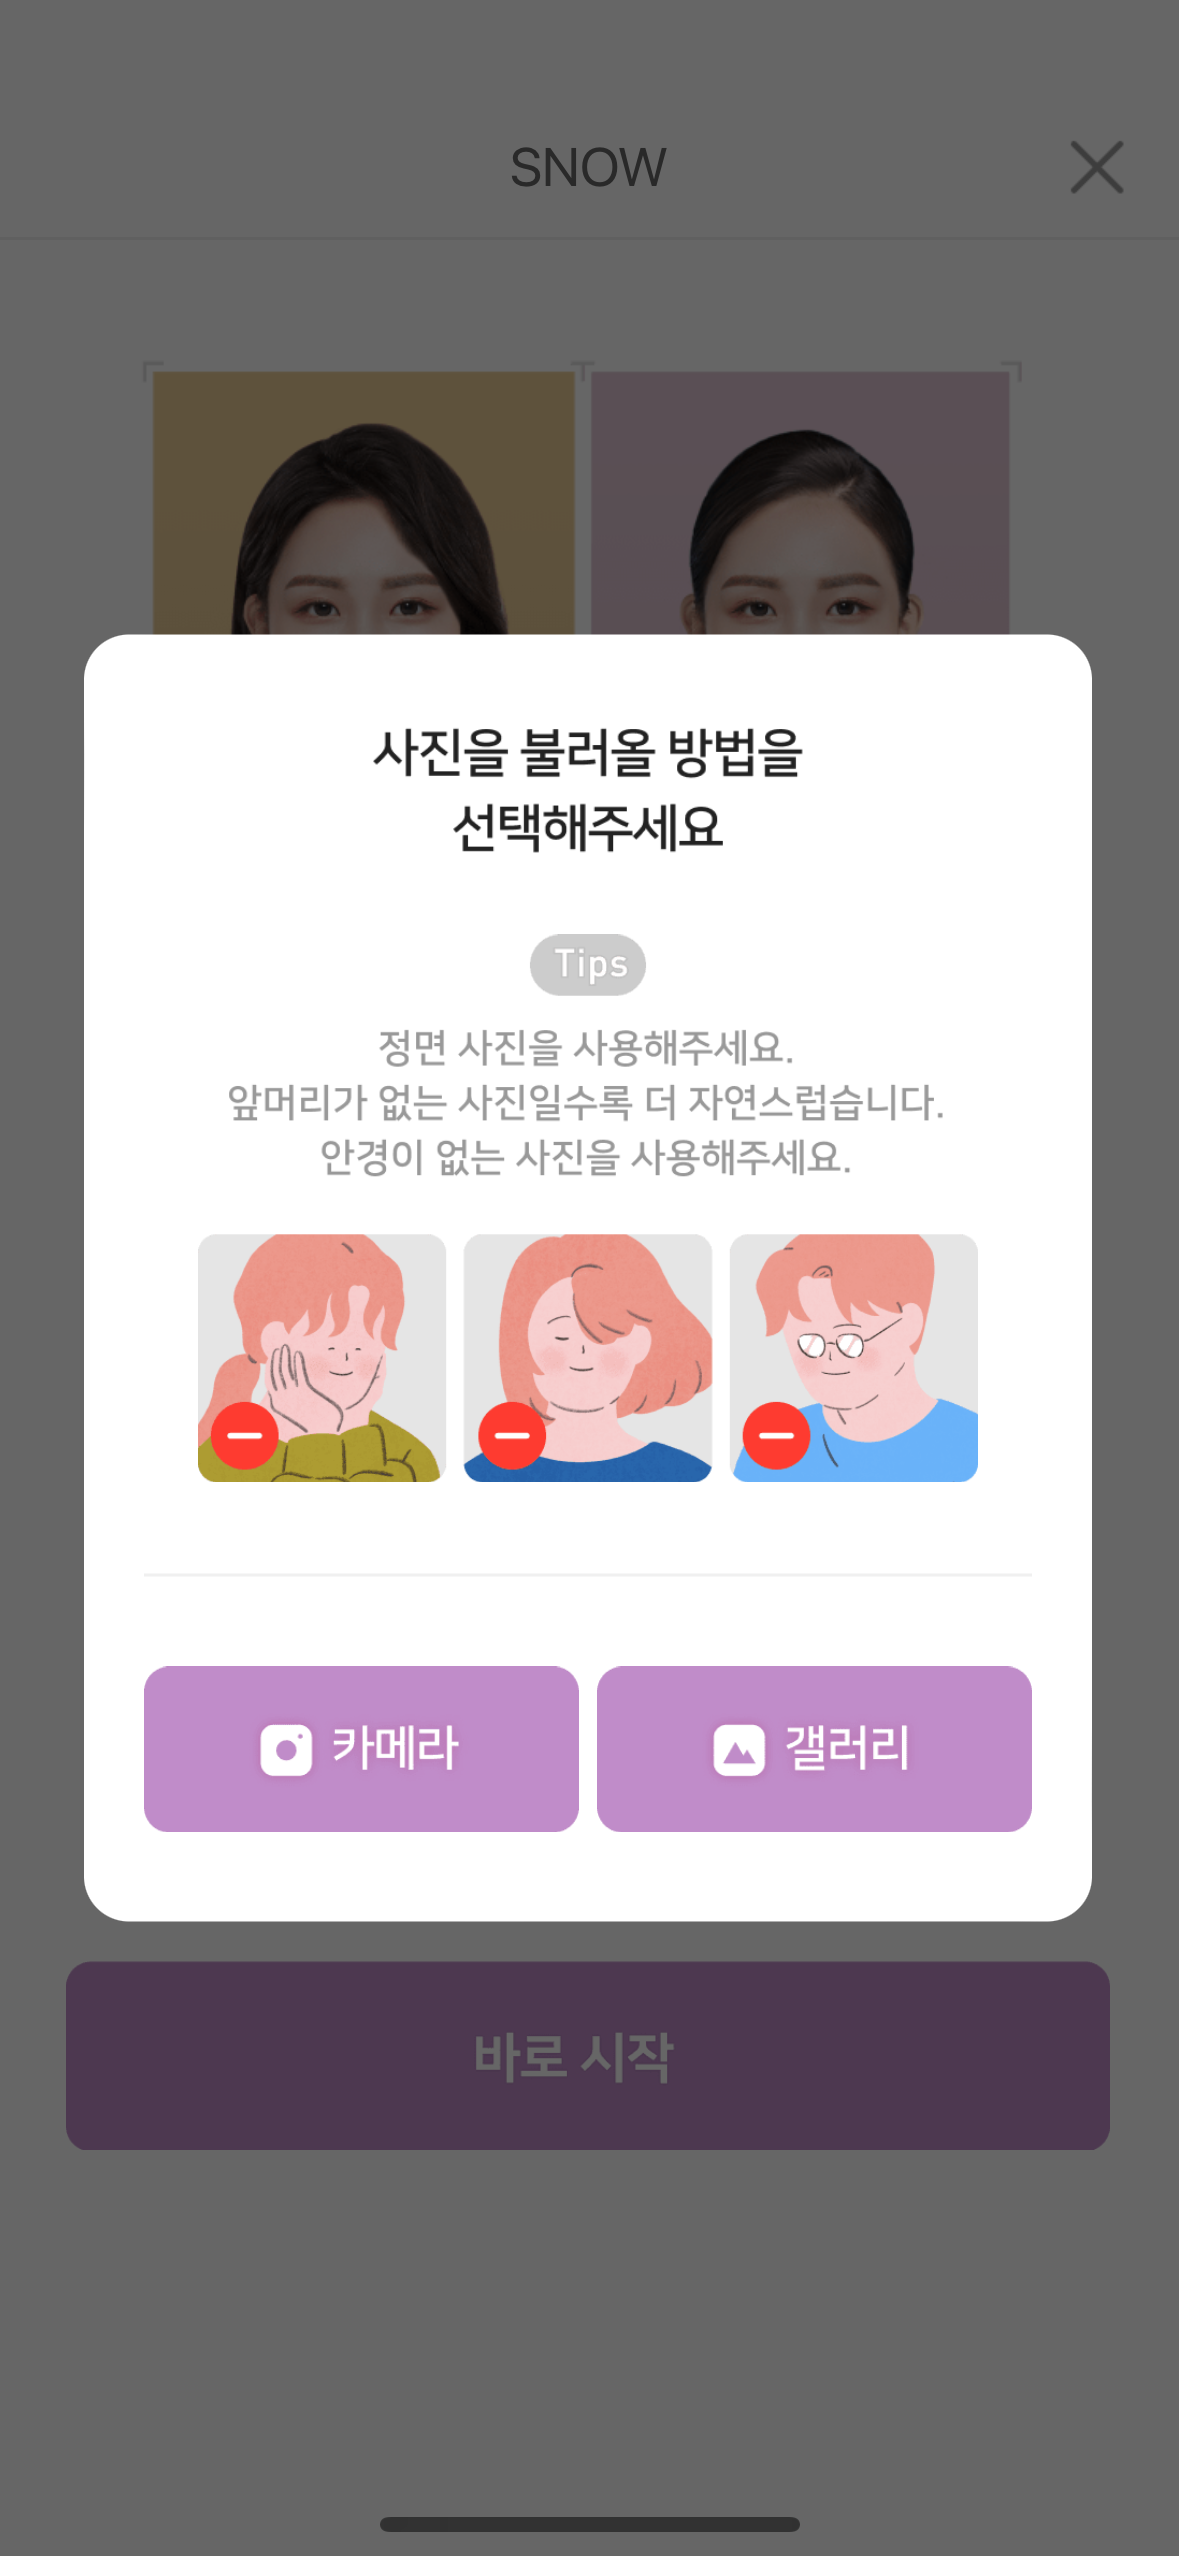 SNOW
사진을 불러올 방법을
선택해주세요
Tips
정면 사진을 사용해주세요.
앞머리가 없는 사진일수록 더 자연스럽습니다.
안경이 없는 사진을 사용해주세요.
카메라
갤러리
바로 시작